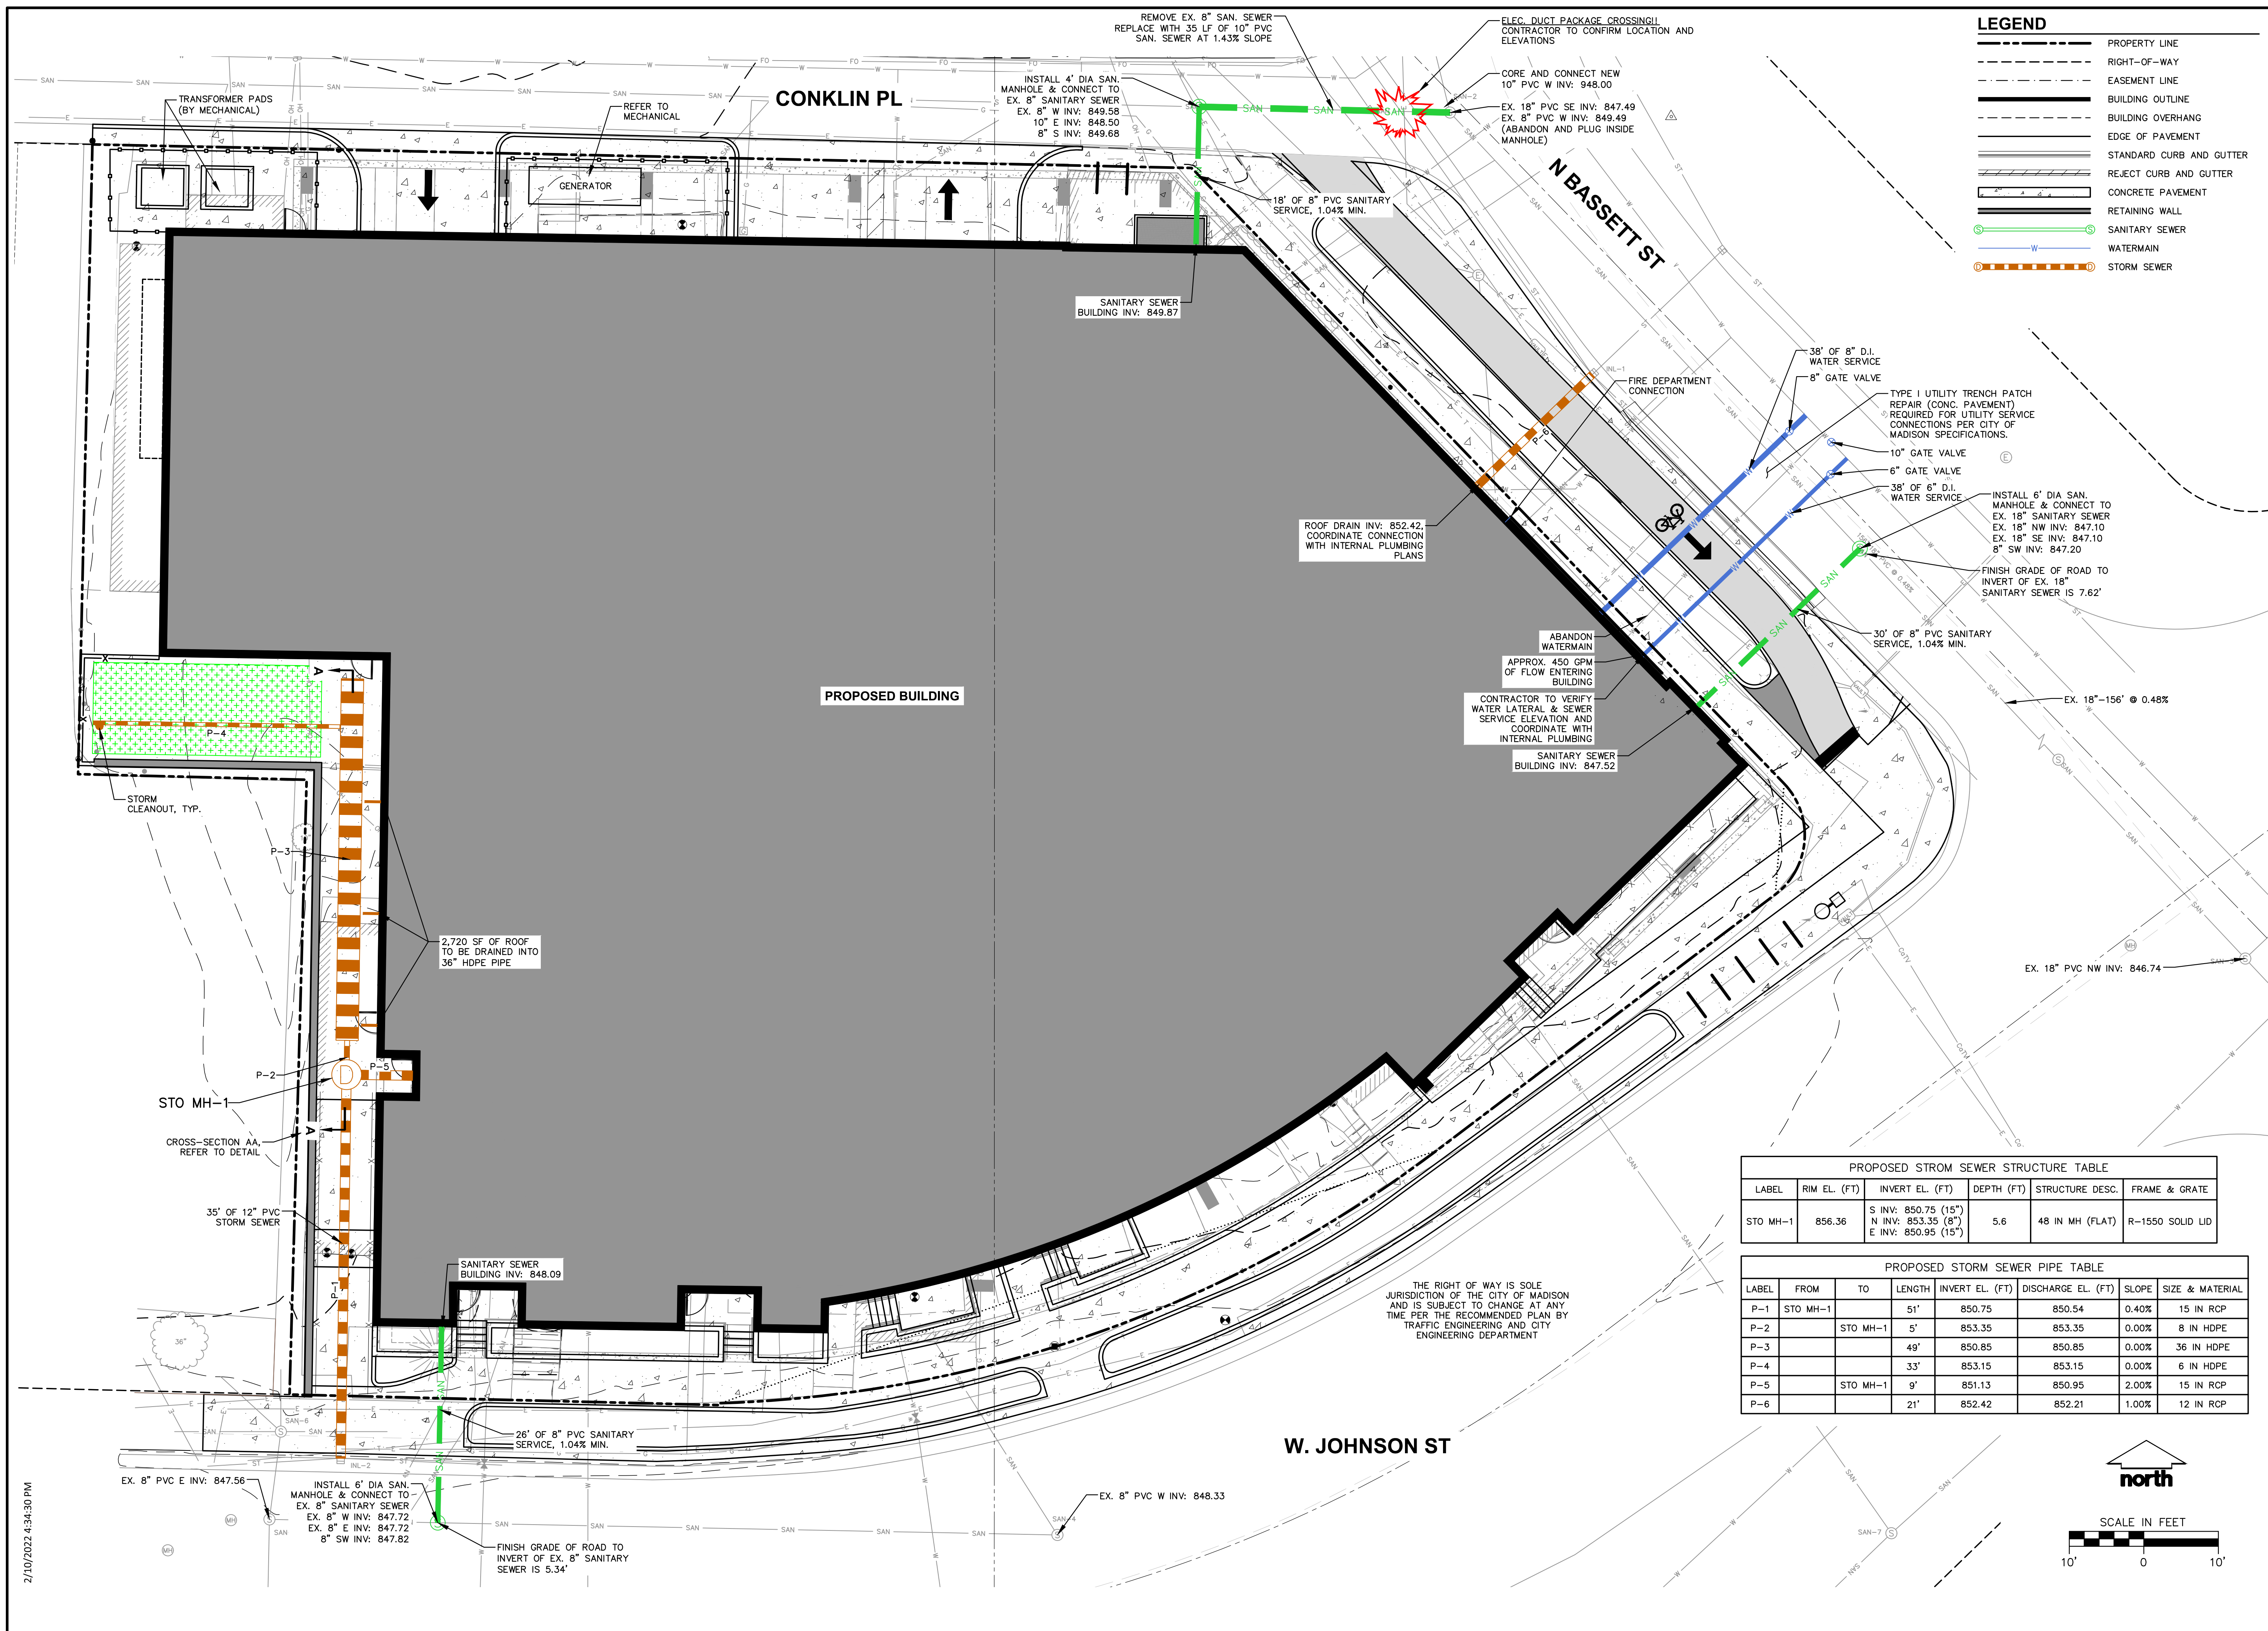 REMOVE EX. 8" SAN. SEWER
REPLACE WITH 35 LF OF 10" PVC
SAN. SEWER AT 1.43% SLOPE
ELEC. DUCT PACKAGE CROSSING!!
CONTRACTOR TO CONFIRM LOCATION AND
ELEVATIONS
LEGEND
PROPERTY LINE
RIGHT-OF-WAY
EASEMENT LINE
BUILDING OUTLINE
BUILDING OVERHANG
EDGE OF PAVEMENT
STANDARD CURB AND GUTTER
REJECT CURB AND GUTTER
CONCRETE PAVEMENT
RETAINING WALL
SANITARY SEWER
WATERMAIN
STORM SEWER
TRANSFORMER PADS
(BY MECHANICAL)
REFER TO
MECHANICAL
CONKLIN PL
GENERATOR
INSTALL 4' DIA SAN.
MANHOLE & CONNECT TO
EX. 8" SANITARY SEWER
EX. 8" W INV: 849.58
10" E INV: 848.50
8" S INV: 849.68
CORE AND CONNECT NEW
10" PVC W INV: 948.00
SAN-2
EX. 18" PVC SE INV: 847.49
EX. 8" PVC W INV: 849.49
(ABANDON AND PLUG INSIDE
MANHOLE)
N BASSETT ST
18' OF 8" PVC SANITARY
SERVICE, 1.04% MIN.
SANITARY SEWER
BUILDING INV: 849.87
38' OF 8" D.I.
WATER SERVICE
8" GATE VALVE
FIRE DEPARTMENT
CONNECTION
INL-1
P-6
TYPE I UTILITY TRENCH PATCH
REPAIR (CONC. PAVEMENT)
REQUIRED FOR UTILITY SERVICE
CONNECTIONS PER CITY OF
MADISON SPECIFICATIONS.
10" GATE VALVE
6" GATE VALVE
38' OF 6" D.I.
WATER SERVICE
INSTALL 6' DIA SAN.
MANHOLE & CONNECT TO
EX. 18" SANITARY SEWER
EX. 18" NW INV: 847.10
EX. 18" SE INV: 847.10
8" SW INV: 847.20
FINISH GRADE OF ROAD TO
INVERT OF EX. 18"
SANITARY SEWER IS 7.62'
ROOF DRAIN INV: 852.42,
COORDINATE CONNECTION
WITH INTERNAL PLUMBING
PLANS
30' OF 8" PVC SANITARY
SERVICE, 1.04% MIN.
ABANDON
WATERMAIN
APPROX. 450 GPM
OF FLOW ENTERING
BUILDING
CONTRACTOR TO VERIFY
WATER LATERAL & SEWER
SERVICE ELEVATION AND
COORDINATE WITH
INTERNAL PLUMBING
SANITARY SEWER
BUILDING INV: 847.52
EX. 18"-156' @ 0.48%
PROPOSED BUILDING
A
P-4
STORM
CLEANOUT, TYP.
P-3
2,720 SF OF ROOF
TO BE DRAINED INTO
36" HDPE PIPE
P-2
P-5
D
STO MH-1
CROSS-SECTION AA,
REFER TO DETAIL
A
35' OF 12" PVC
STORM SEWER
P-1
36"
SANITARY SEWER
BUILDING INV: 848.09
EX. 18" PVC NW INV: 846.74
PROPOSED STROM SEWER STRUCTURE TABLE
LABEL RIM EL. (FT) INVERT EL. (FT) DEPTH (FT) STRUCTURE DESC. FRAME & GRATE
STO MH-1 856.36 S INV: 850.75 (15") N INV: 853.35 (8") E INV: 850.95 (15") 5.6 48 IN MH (FLAT) R-1550 SOLID LID
PROPOSED STORM SEWER PIPE TABLE
LABEL FROM TO LENGTH INVERT EL. (FT) DISCHARGE EL. (FT) SLOPE SIZE & MATERIAL
P-1 STO MH-1 51' 850.75 850.54 0.40% 15 IN RCP
P-2 STO MH-1 5' 853.35 853.35 0.00% 8 IN HDPE
P-3 49' 850.85 850.85 0.00% 36 IN HDPE
P-4 33' 853.15 853.15 0.00% 6 IN HDPE
P-5 STO MH-1 9' 851.13 850.95 2.00% 15 IN RCP
P-6 21' 852.42 852.21 1.00% 12 IN RCP
THE RIGHT OF WAY IS SOLE
JURISDICTION OF THE CITY OF MADISON
AND IS SUBJECT TO CHANGE AT ANY
TIME PER THE RECOMMENDED PLAN BY
TRAFFIC ENGINEERING AND CITY
ENGINEERING DEPARTMENT
SAN-6
26' OF 8" PVC SANITARY
SERVICE, 1.04% MIN.
INL-2
EX. 8" PVC E INV: 847.56
INSTALL 6' DIA SAN.
MANHOLE & CONNECT TO
EX. 8" SANITARY SEWER
EX. 8" W INV: 847.72
EX. 8" E INV: 847.72
8" SW INV: 847.82
FINISH GRADE OF ROAD TO
INVERT OF EX. 8" SANITARY
SEWER IS 5.34'
EX. 8" PVC W INV: 848.33
SAN-4
W. JOHNSON ST
SAN-7
north
SCALE IN FEET
10' 0 10'
2/10/2022 4:34:30 PM